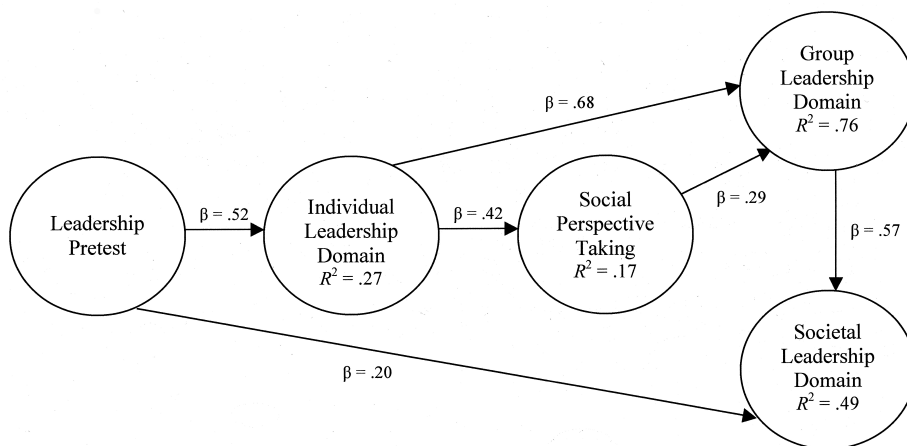 Group
Leadership
Domain
R² = .76
β = .68
Leadership
Pretest
β = .52
Individual
Leadership
Domain
R² = .27
β = .42
Social
Perspective
Taking
R² = .17
β = .29
β = .57
β = .20
Societal
Leadership
Domain
R² = .49